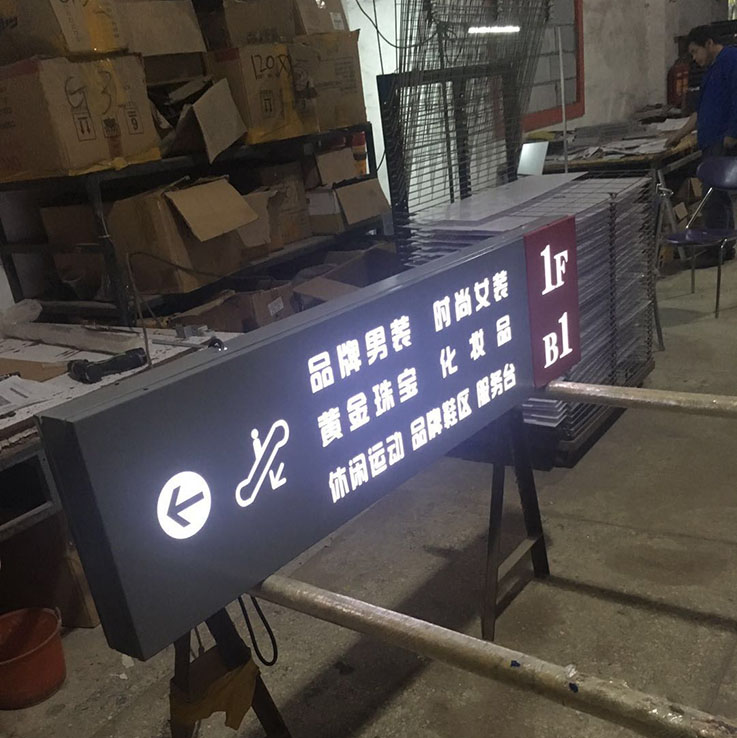 品牌男装 时尚女装
黄金珠宝 化妆品
休闲运动 品牌鞋区 服务台
1F
B1